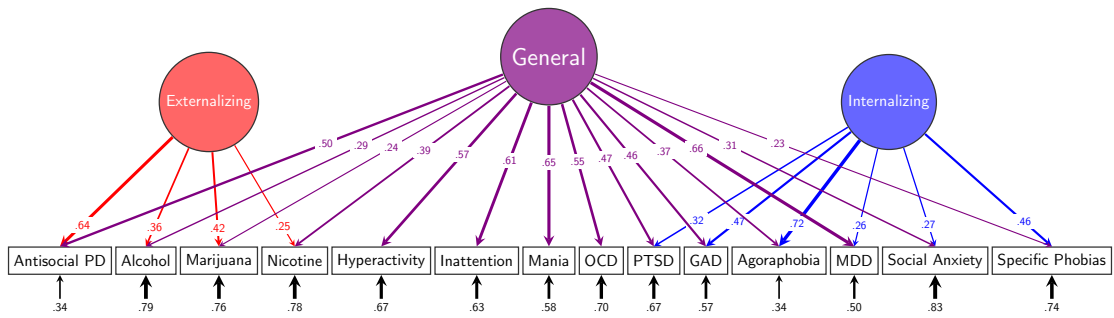 General
Externalizing
Internalizing
.50 .29 .24 .39 .57 .61 .65 .55 .47 .46 .37 .66 .31 .23
.64 .36 .42 .25 .32 .47 .72 .26 .27 .46
Antisocial PD Alcohol Marijuana Nicotine Hyperactivity Inattention Mania OCD PTSD GAD Agoraphobia MDD Social Anxiety Specific Phobias
.34 .79 .76 .78 .67 .63 .58 .70 .67 .57 .34 .50 .83 .74